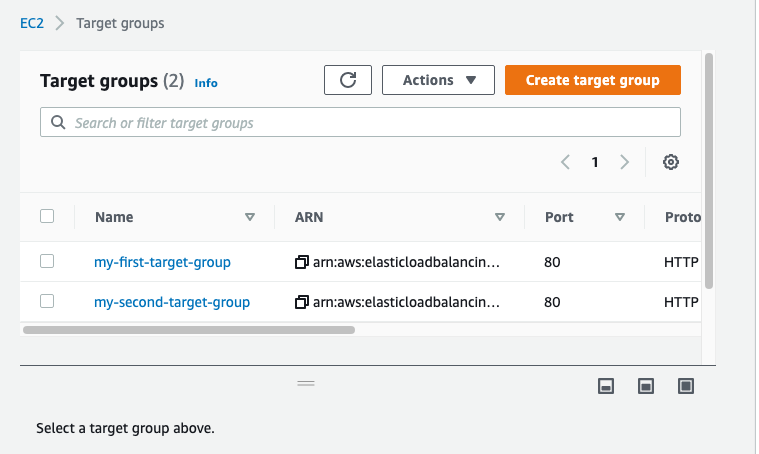 EC2 > Target groups
Target groups (2) Info
Actions
Create target group
Search or filter target groups
1
Name ARN Port Proto
my-first-target-group arn:aws:elasticloadbalancin... 80 HTTP
my-second-target-group arn:aws:elasticloadbalancin... 80 HTTP
Select a target group above.